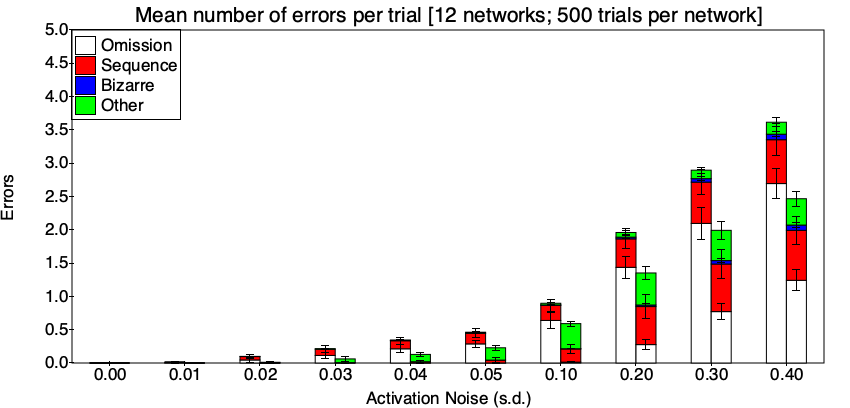 Mean number of errors per trial [12 networks; 500 trials per network]
5.0
4.5
4.0
3.5
3.0
2.5
2.0
1.5
1.0
0.5
0.0
Errors
Omission
Sequence
Bizarre
Other
0.00 0.01 0.02 0.03 0.04 0.05 0.10 0.20 0.30 0.40
Activation Noise (s.d.)